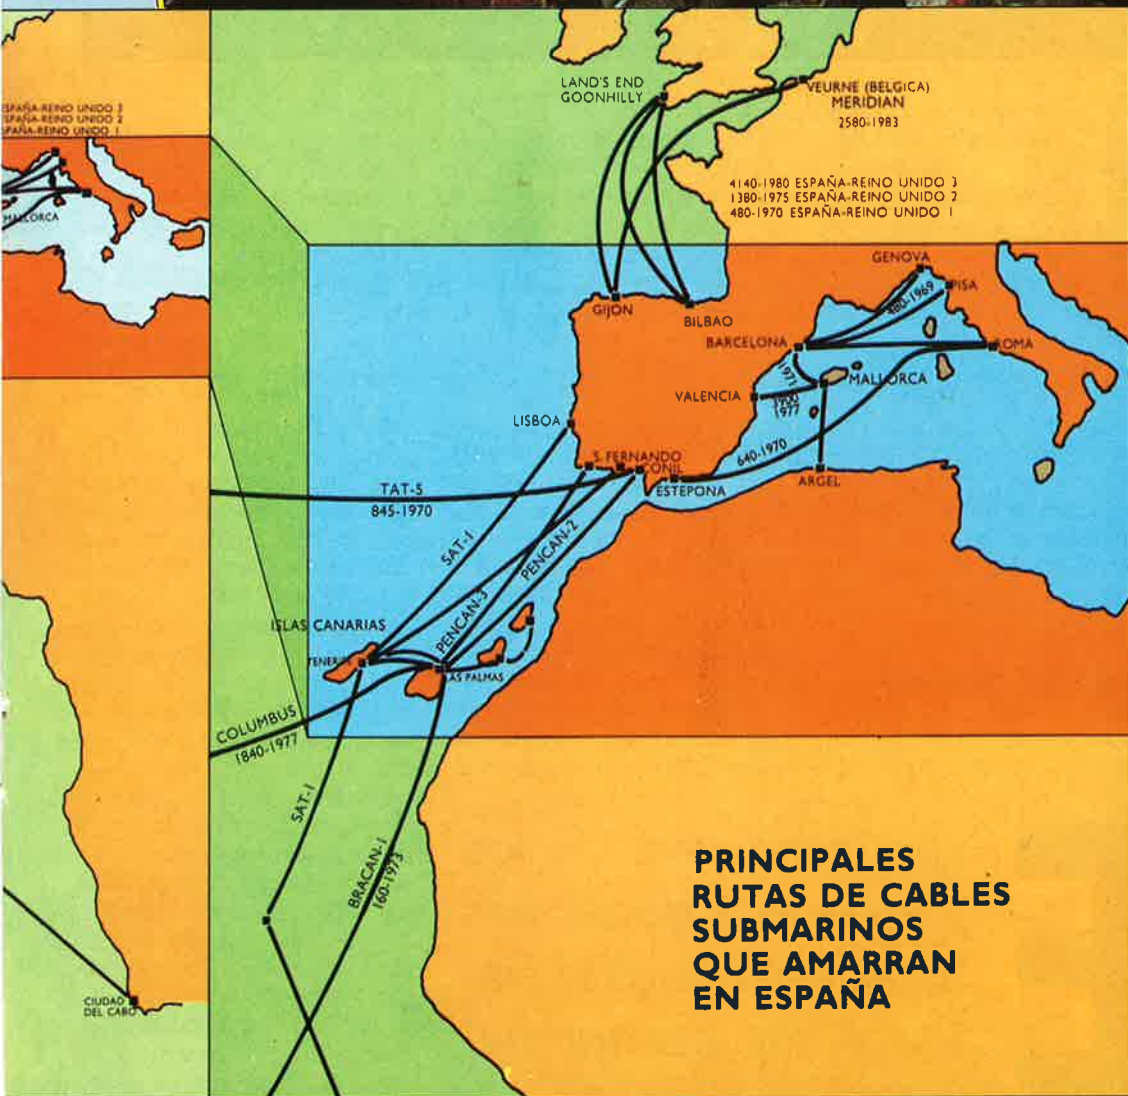 ESPAÑA-REINO UNIDO 3
ESPAÑA-REINO UNIDO 2
ESPAÑA-REINO UNIDO 1
MALLORCA
CIUDAD
DEL CABO
LAND'S END
GOONHILLY
VEURNE (BELGICA)
MERIDIAN
2580-1983
4140-1980 ESPAÑA-REINO UNIDO 3
1380-1975 ESPAÑA-REINO UNIDO 2
480-1970 ESPAÑA-REINO UNIDO 1
GENOVA
PISA
480-1969
GIJON
BILBAO
BARCELONA
ROMA
1971
MALLORCA
VALENCIA
1977
LISBOA
640-1970
S. FERNANDO
CONIL
ESTEPONA
ARGEL
TAT-5
845-1970
SAT-1
PENCAN-2
PENCAN-3
ISLAS CANARIAS
TENERIFE
LAS PALMAS
COLUMBUS
1840-1977
SAT-1
BRACAN-1
160-1973
PRINCIPALES
RUTAS DE CABLES
SUBMARINOS
QUE AMARRAN
EN ESPAÑA